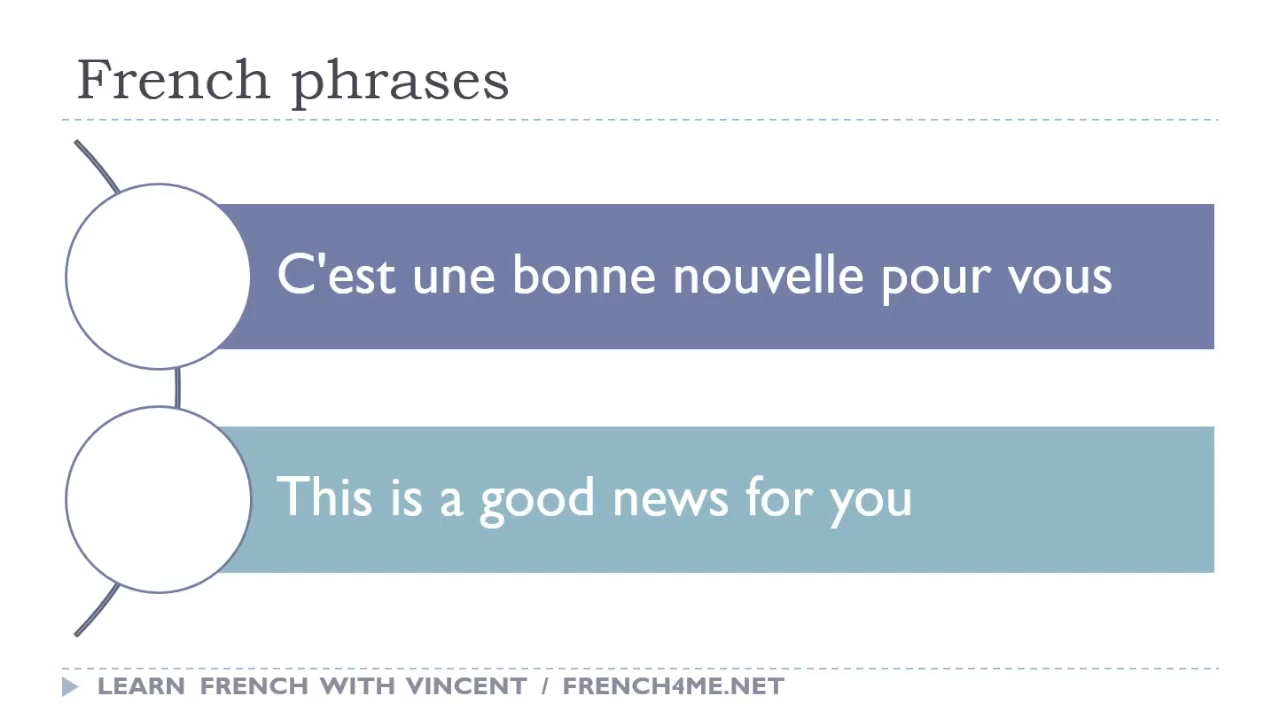 French phrases
C'est une bonne nouvelle pour vous
This is a good news for you
LEARN FRENCH WITH VINCENT / FRENCH4ME.NET